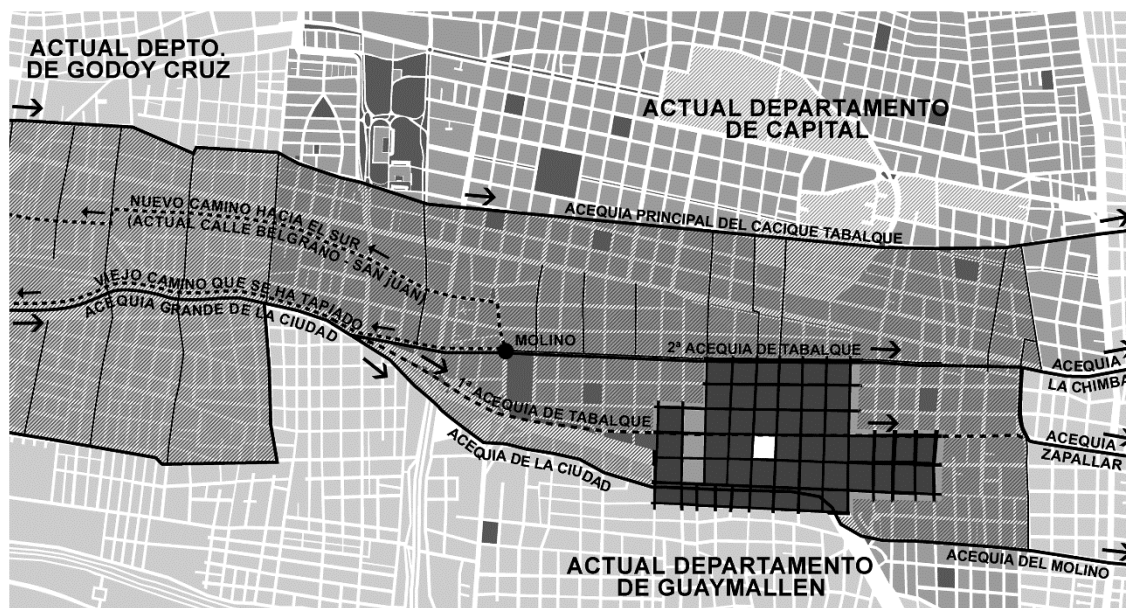 ACTUAL DEPTO.
DE GODOY CRUZ
ACTUAL DEPARTAMENTO
DE CAPITAL
ACEQUIA PRINCIPAL DEL CACIQUE TABALQUE
NUEVO CAMINO HACIA EL SUR
(ACTUAL CALLE BELGRANO - SAN JUAN)
VIEJO CAMINO QUE SE HA TAPIADO
ACEQUIA GRANDE DE LA CIUDAD
MOLINO
2ª ACEQUIA DE TABALQUE
ACEQUIA
LA CHIMBA
1ª ACEQUIA DE TABALQUE
ACEQUIA
ZAPALLAR
ACEQUIA DE LA CIUDAD
ACEQUIA DEL MOLINO
ACTUAL DEPARTAMENTO
DE GUAYMALLEN